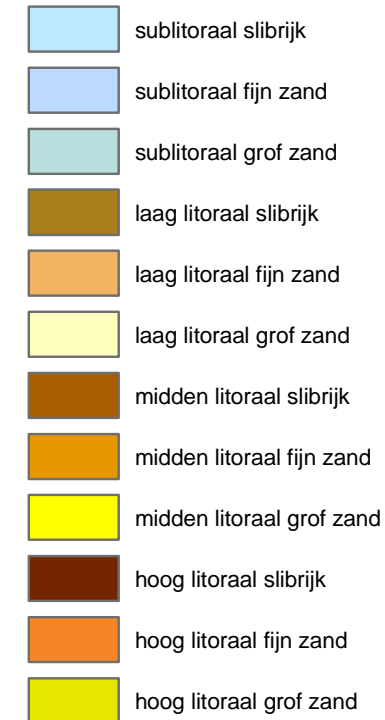 sublitoraal slibrijk
sublitoraal fijn zand
sublitoraal grof zand
laag litoraal slibrijk
laag litoraal fijn zand
laag litoraal grof zand
midden litoraal slibrijk
midden litoraal fijn zand
midden litoraal grof zand
hoog litoraal slibrijk
hoog litoraal fijn zand
hoog litoraal grof zand